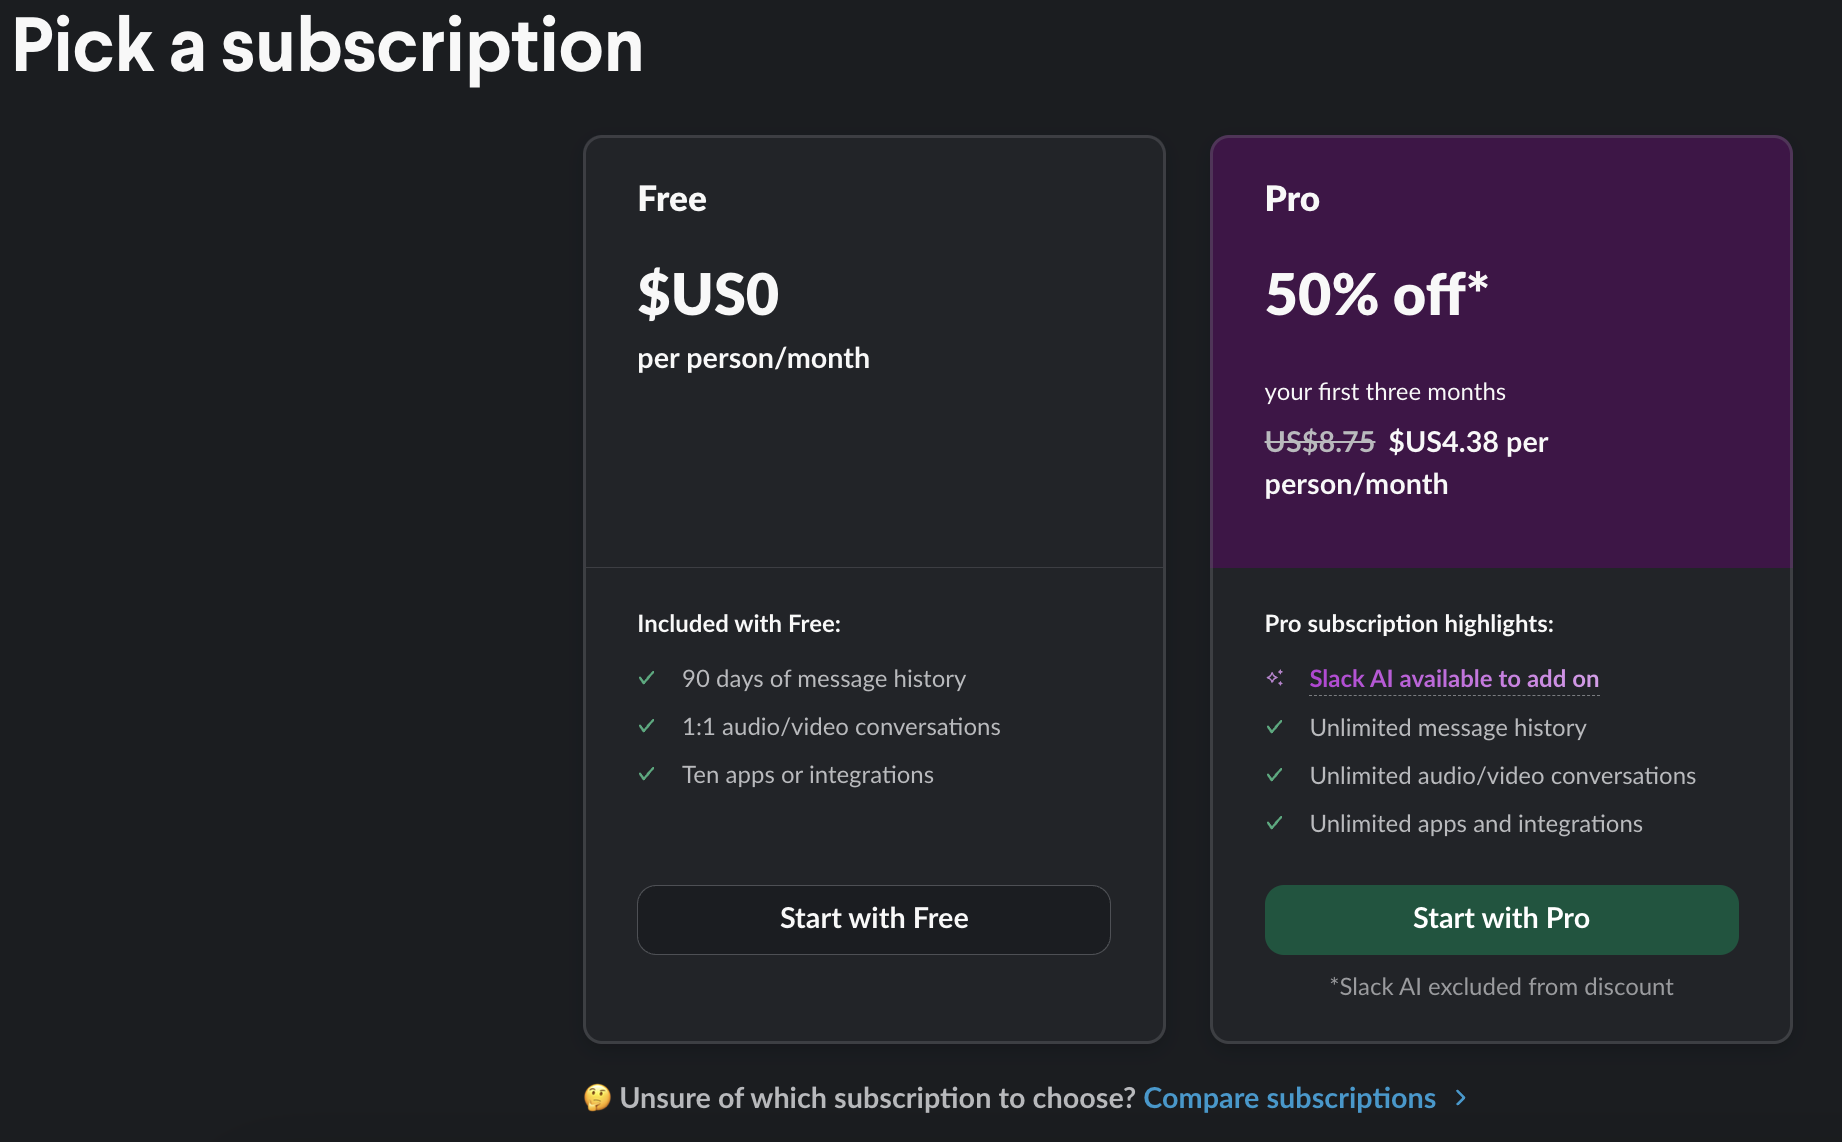 Pick a subscription
Free
$US0
per person/month
Included with Free:
90 days of message history
1:1 audio/video conversations
Ten apps or integrations
Start with Free
Pro
50% off*
your first three months
US$8.75 $US4.38 per
person/month
Pro subscription highlights:
Slack AI available to add on
Unlimited message history
Unlimited audio/video conversations
Unlimited apps and integrations
Start with Pro
*Slack AI excluded from discount
🤔 Unsure of which subscription to choose? Compare subscriptions